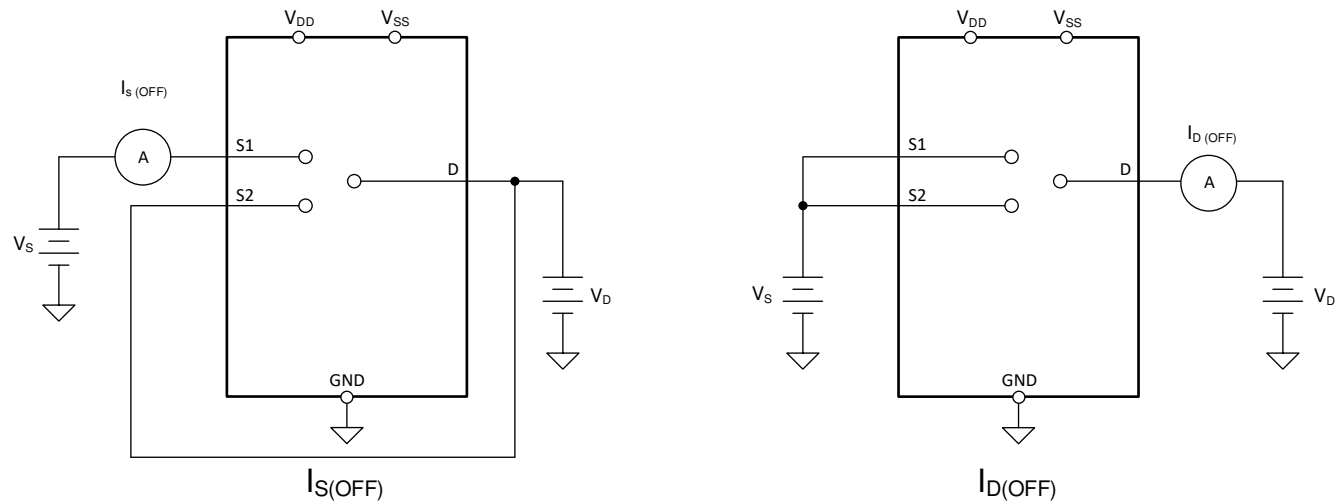 VDD VSS
Is (OFF)
A
S1
S2
D
VS
VD
GND
IS(OFF)
VDD VSS
ID (OFF)
S1
S2
D
A
VS
VD
GND
ID(OFF)